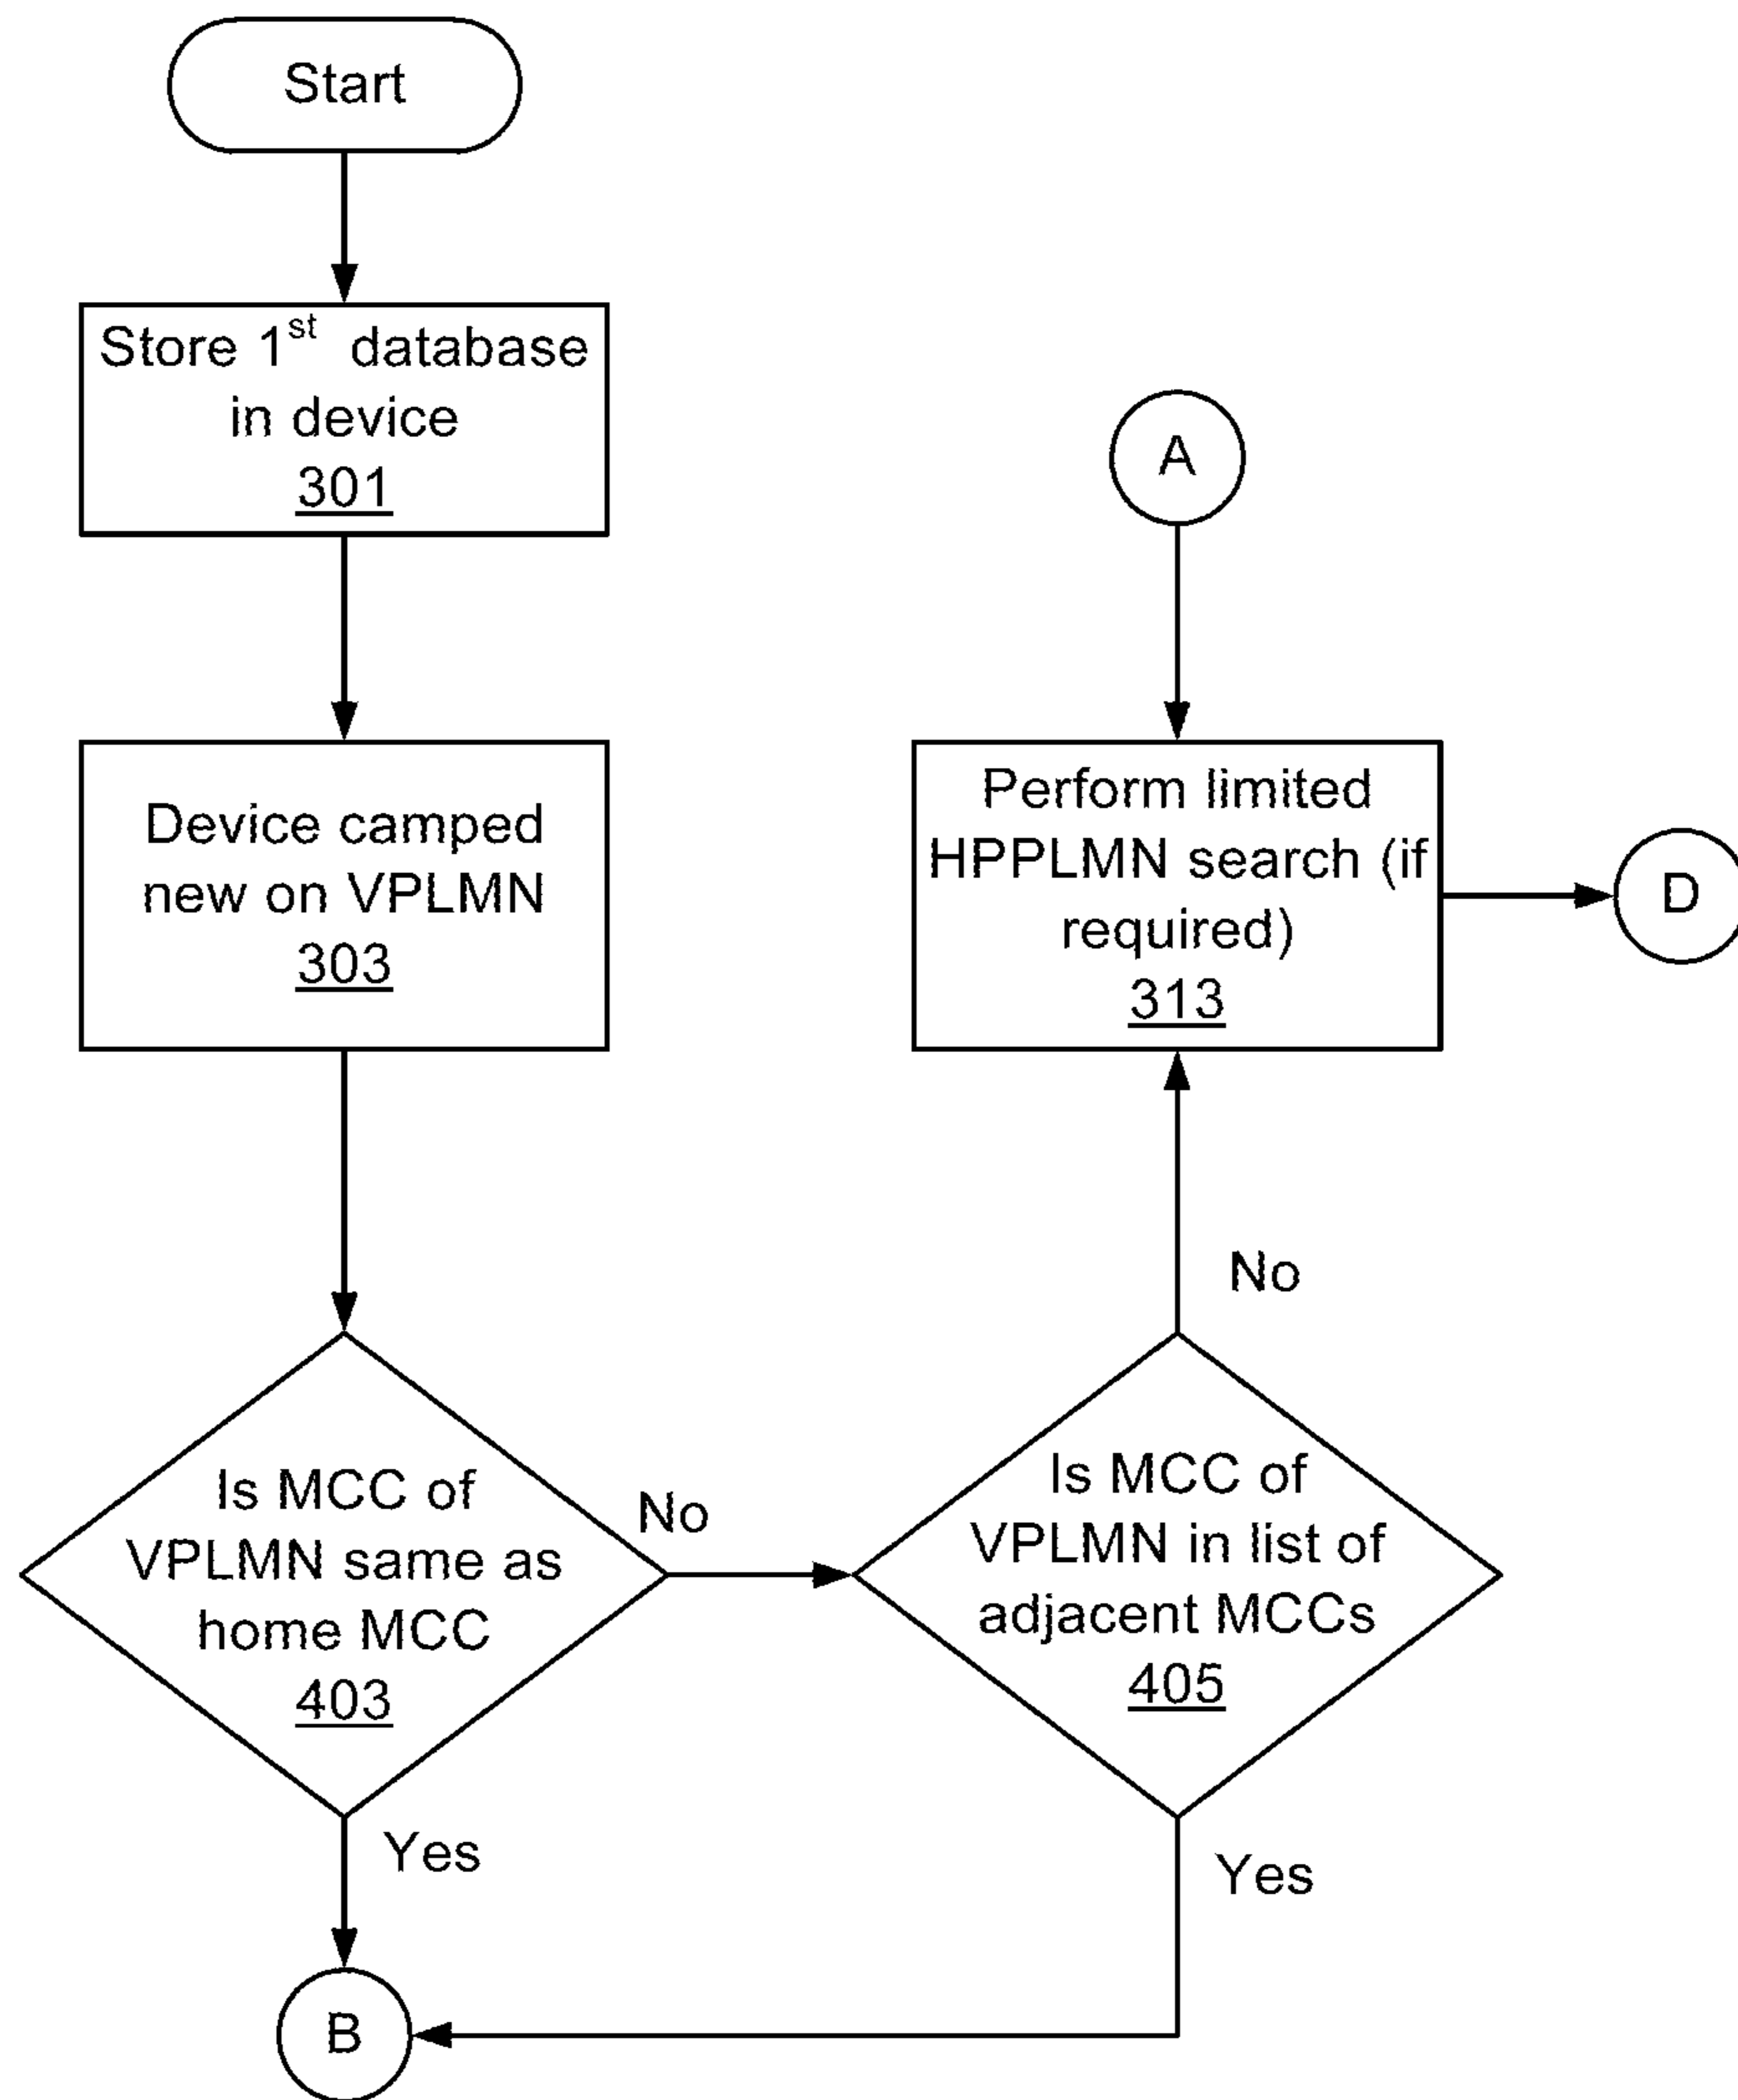 Start
Store 1st database
in device
301
Device camped
new on VPLMN
303
Is MCC of
VPLMN same as
home MCC
403
No
Yes
B
A
Perform limited
HPPLMN search (if
required)
313
D
No
Is MCC of
VPLMN in list of
adjacent MCCs
405
Yes